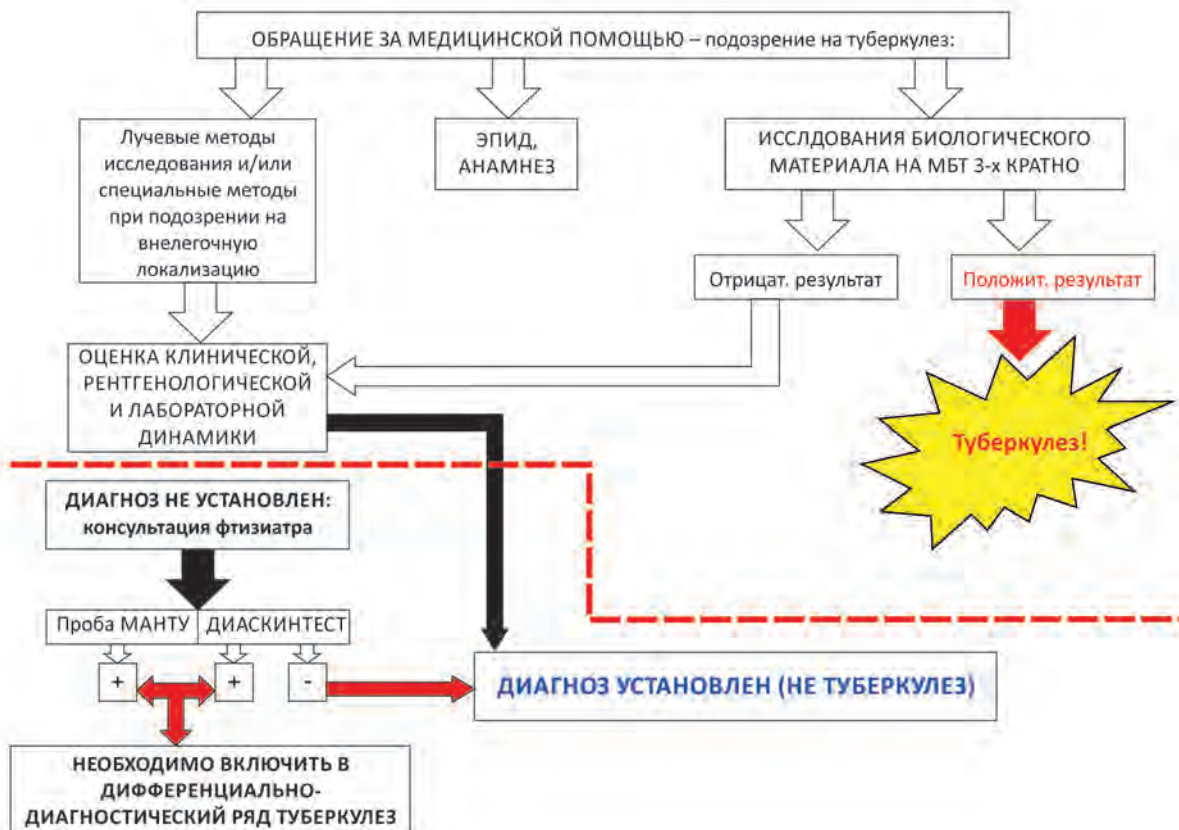 ОБРАЩЕНИЕ ЗА МЕДИЦИНСКОЙ ПОМОЩЬЮ – подозрение на туберкулез:
Лучевые методы
исследования и/или
специальные методы
при подозрении на
внелегочную
локализацию
ЭПИД,
АНАМНЕЗ
ИССЛДОВАНИЯ БИОЛОГИЧЕСКОГО
МАТЕРИАЛА НА МБТ 3-х КРАТНО
Отрицат. результат
Положит. результат
ОЦЕНКА КЛИНИЧЕСКОЙ,
РЕНТГЕНОЛОГИЧЕСКОЙ
И ЛАБОРАТОРНОЙ
ДИНАМИКИ
Туберкулез!
ДИАГНОЗ НЕ УСТАНОВЛЕН:
консультация фтизиатра
Проба МАНТУ
ДИАСКИНТЕСТ
+
+
-
ДИАГНОЗ УСТАНОВЛЕН (НЕ ТУБЕРКУЛЕЗ)
НЕОБХОДИМО ВКЛЮЧИТЬ В
ДИФФЕРЕНЦИАЛЬНО-
ДИАГНОСТИЧЕСКИЙ РЯД ТУБЕРКУЛЕЗ